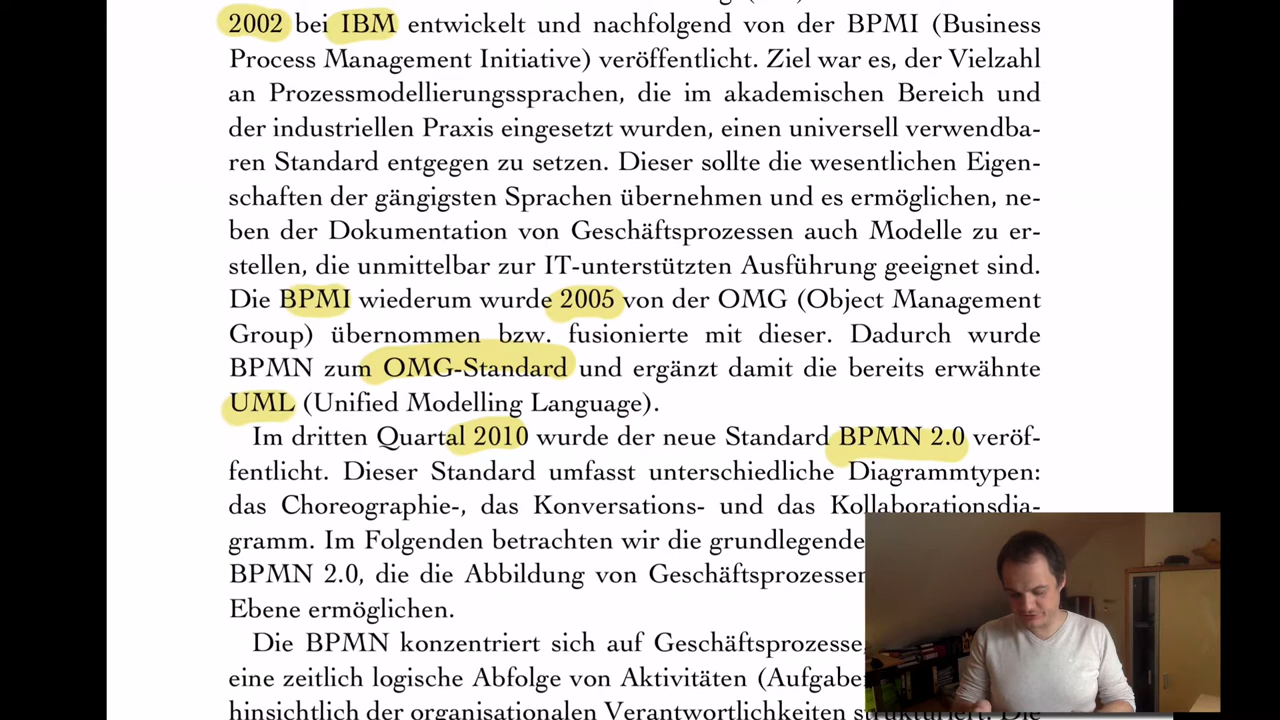 2002 bei IBM entwickelt und nachfolgend von der BPMI (Business
Process Management Initiative) veröffentlicht. Ziel war es, der Vielzahl
an Prozessmodellierungssprachen, die im akademischen Bereich und
der industriellen Praxis eingesetzt wurden, einen universell verwendba-
ren Standard entgegen zu setzen. Dieser sollte die wesentlichen Eigen-
schaften der gängigsten Sprachen übernehmen und es ermöglichen, ne-
ben der Dokumentation von Geschäftsprozessen auch Modelle zu er-
stellen, die unmittelbar zur IT-unterstützten Ausführung geeignet sind.
Die BPMI wiederum wurde 2005 von der OMG (Object Management
Group) übernommen bzw. fusionierte mit dieser. Dadurch wurde
BPMN zum OMG-Standard und ergänzt damit die bereits erwähnte
UML (Unified Modelling Language).
Im dritten Quartal 2010 wurde der neue Standard BPMN 2.0 veröf-
fentlicht. Dieser Standard umfasst unterschiedliche Diagrammtypen:
das Choreographie-, das Konversations- und das Kollaborationsdia-
gramm. Im Folgenden betrachten wir die grundlegende
BPMN 2.0, die die Abbildung von Geschäftsprozessen
Ebene ermöglichen.
Die BPMN konzentriert sich auf Geschäftsprozesse,
eine zeitlich logische Abfolge von Aktivitäten (Aufgabe
hinsichtlich der organisationalen Verantwortlichkeiten strukturiert. Die